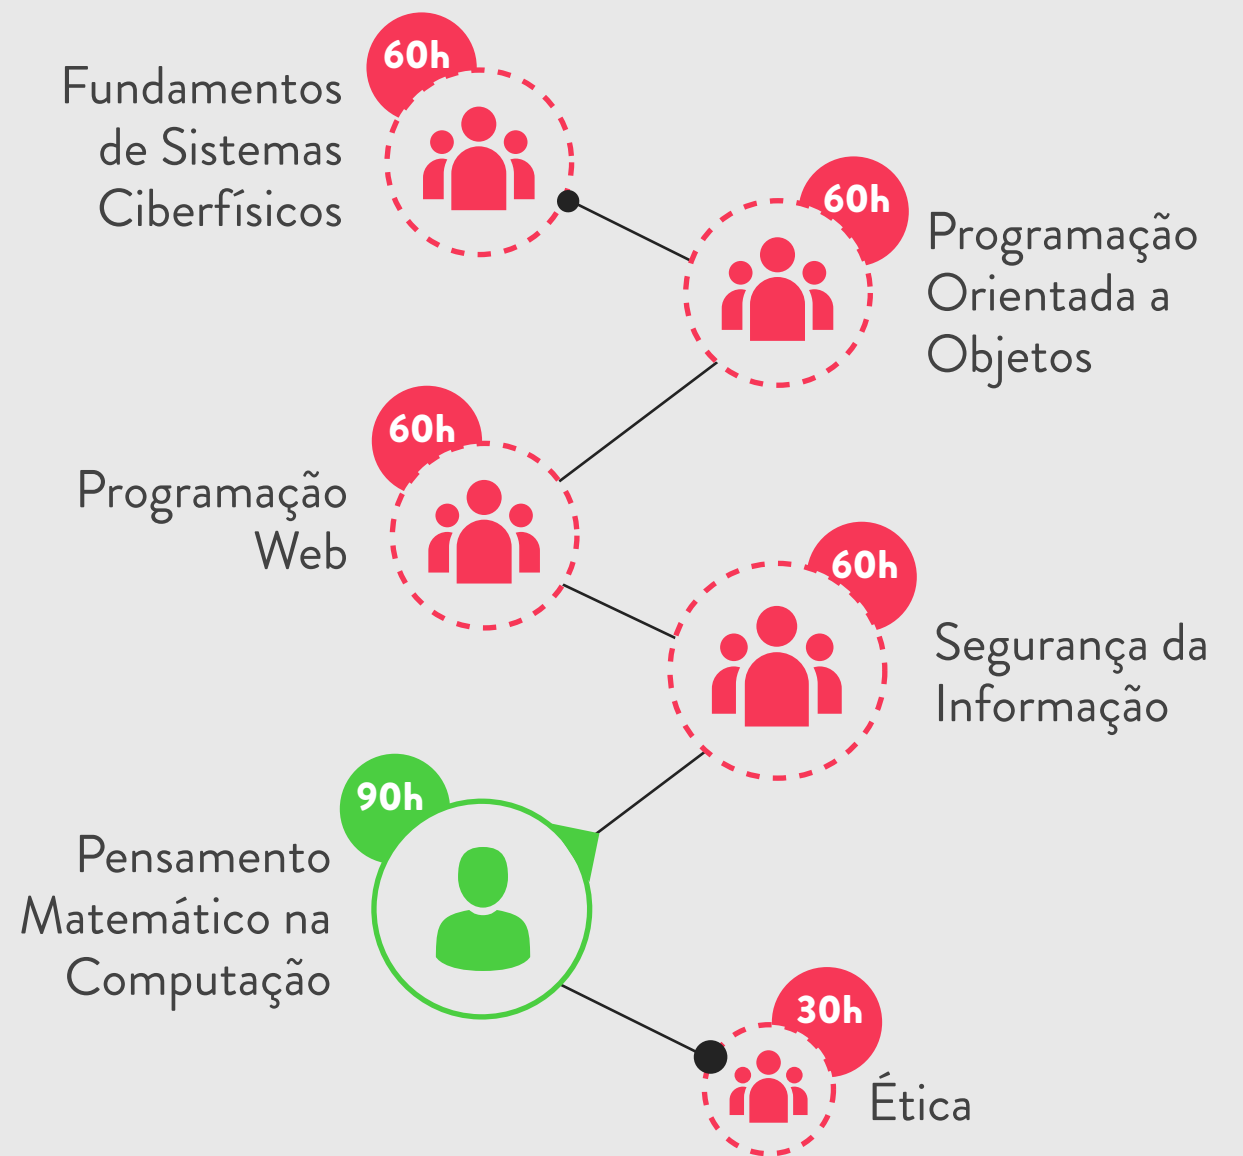 60h
Fundamentos
de Sistemas
Ciberfísicos
60h
Programação
Orientada a
Objetos
60h
Programação
Web
60h
Segurança da
Informação
90h
Pensamento
Matemático na
Computação
30h
Ética